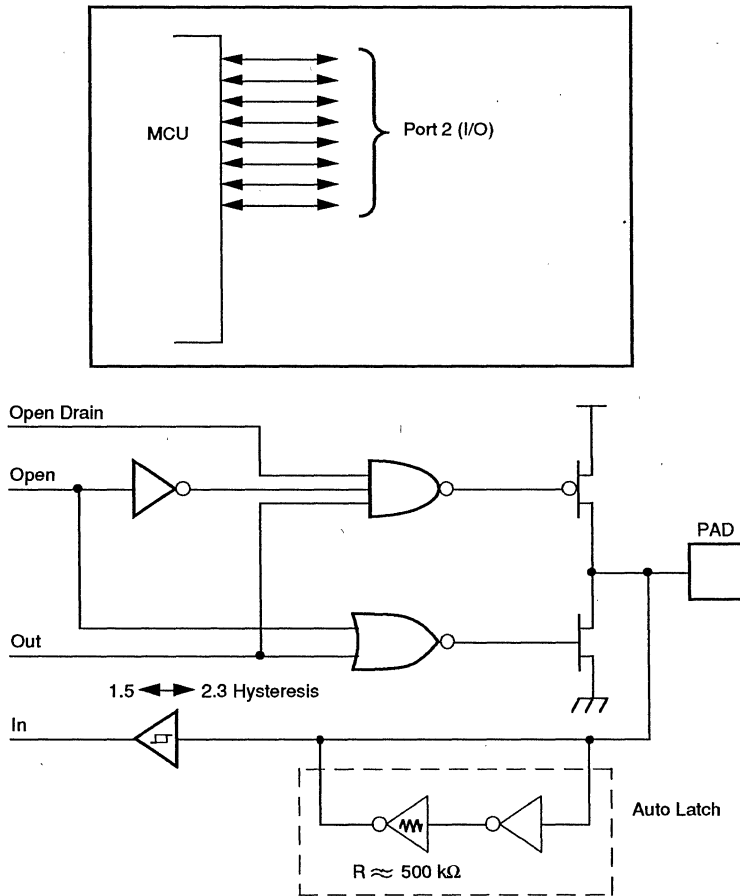 MCU
Port 2 (I/O)
Open Drain
Open
PAD
Out
1.5 2.3 Hysteresis
In
Auto Latch
R ≈ 500 kΩ